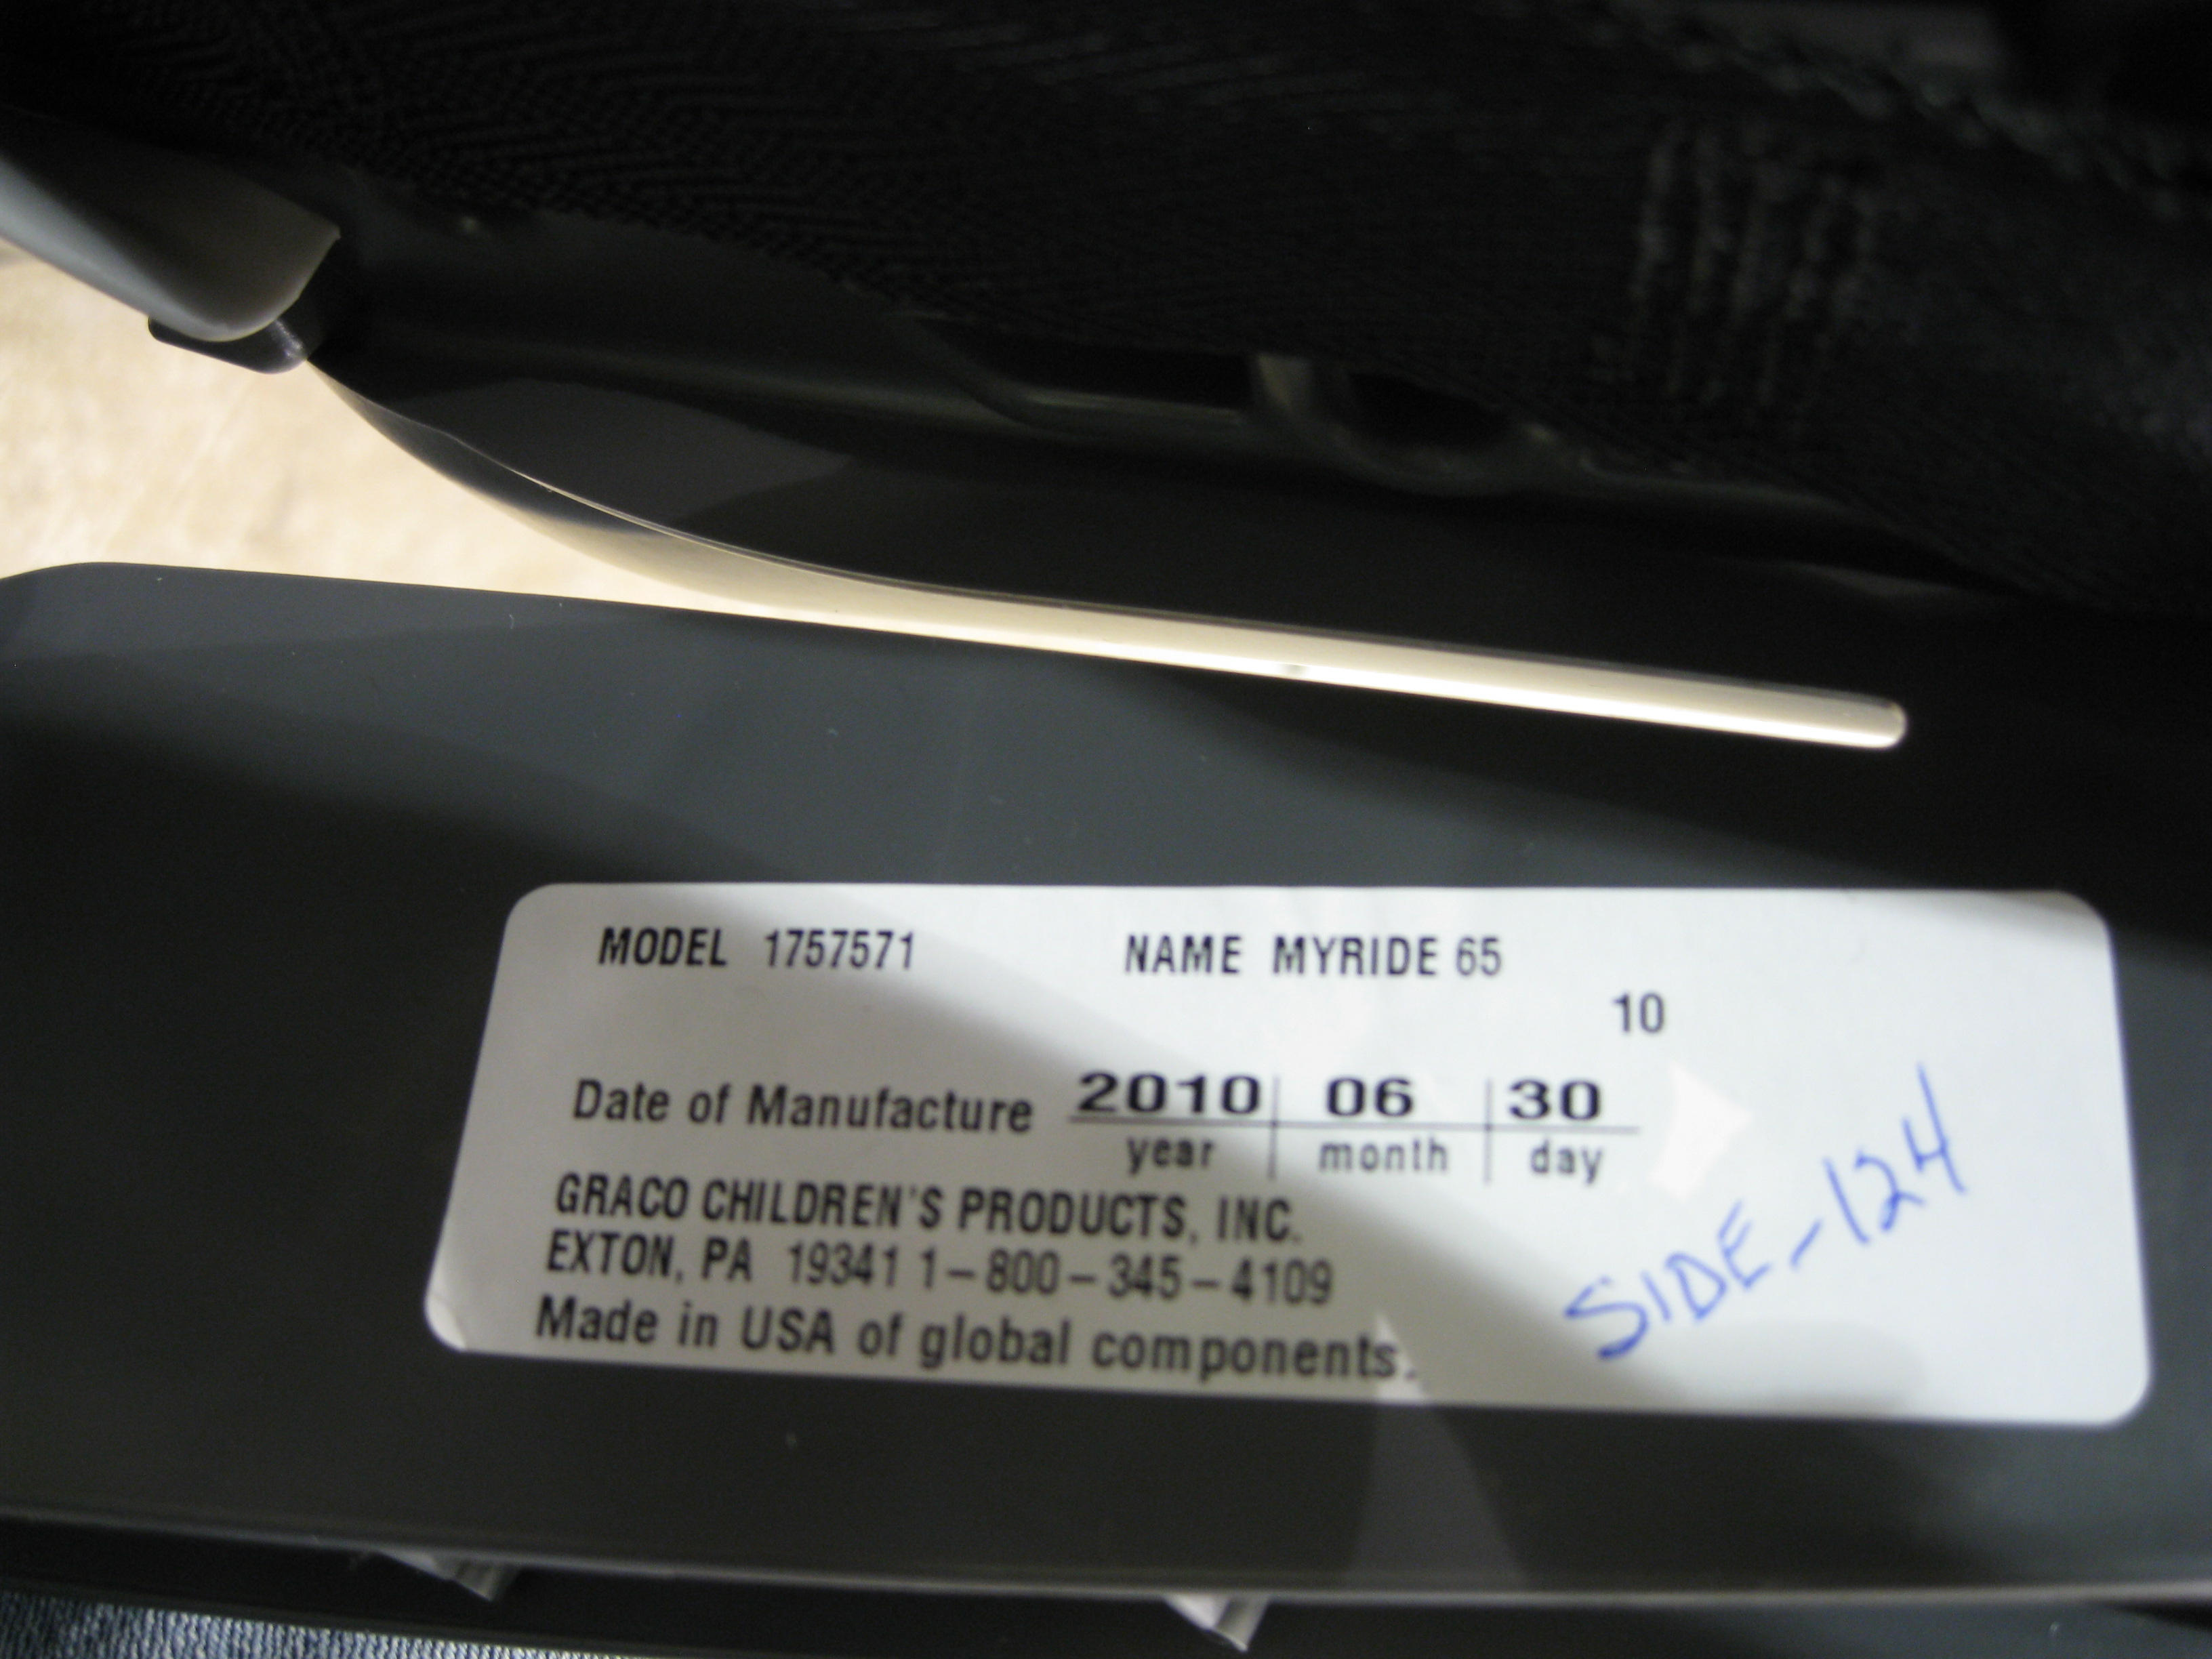 MODEL 1757571 NAME MYRIDE 65
10
Date of Manufacture 2010 06 30
year month day
GRACO CHILDREN'S PRODUCTS, INC.
EXTON, PA 19341 1-800-345-4109
Made in USA of global components.
SIDE-124